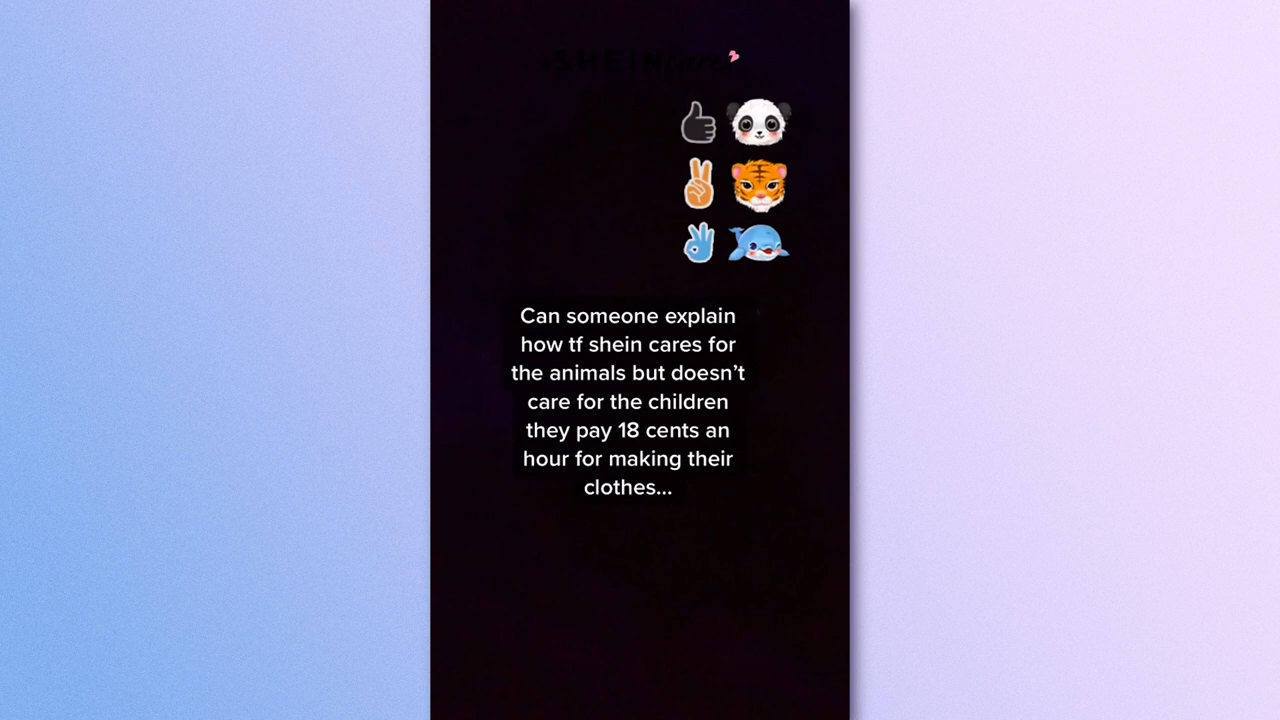 SHEIN
Can someone explain
how tf shein cares for
the animals but doesn’t
care for the children
they pay 18 cents an
hour for making their
clothes...